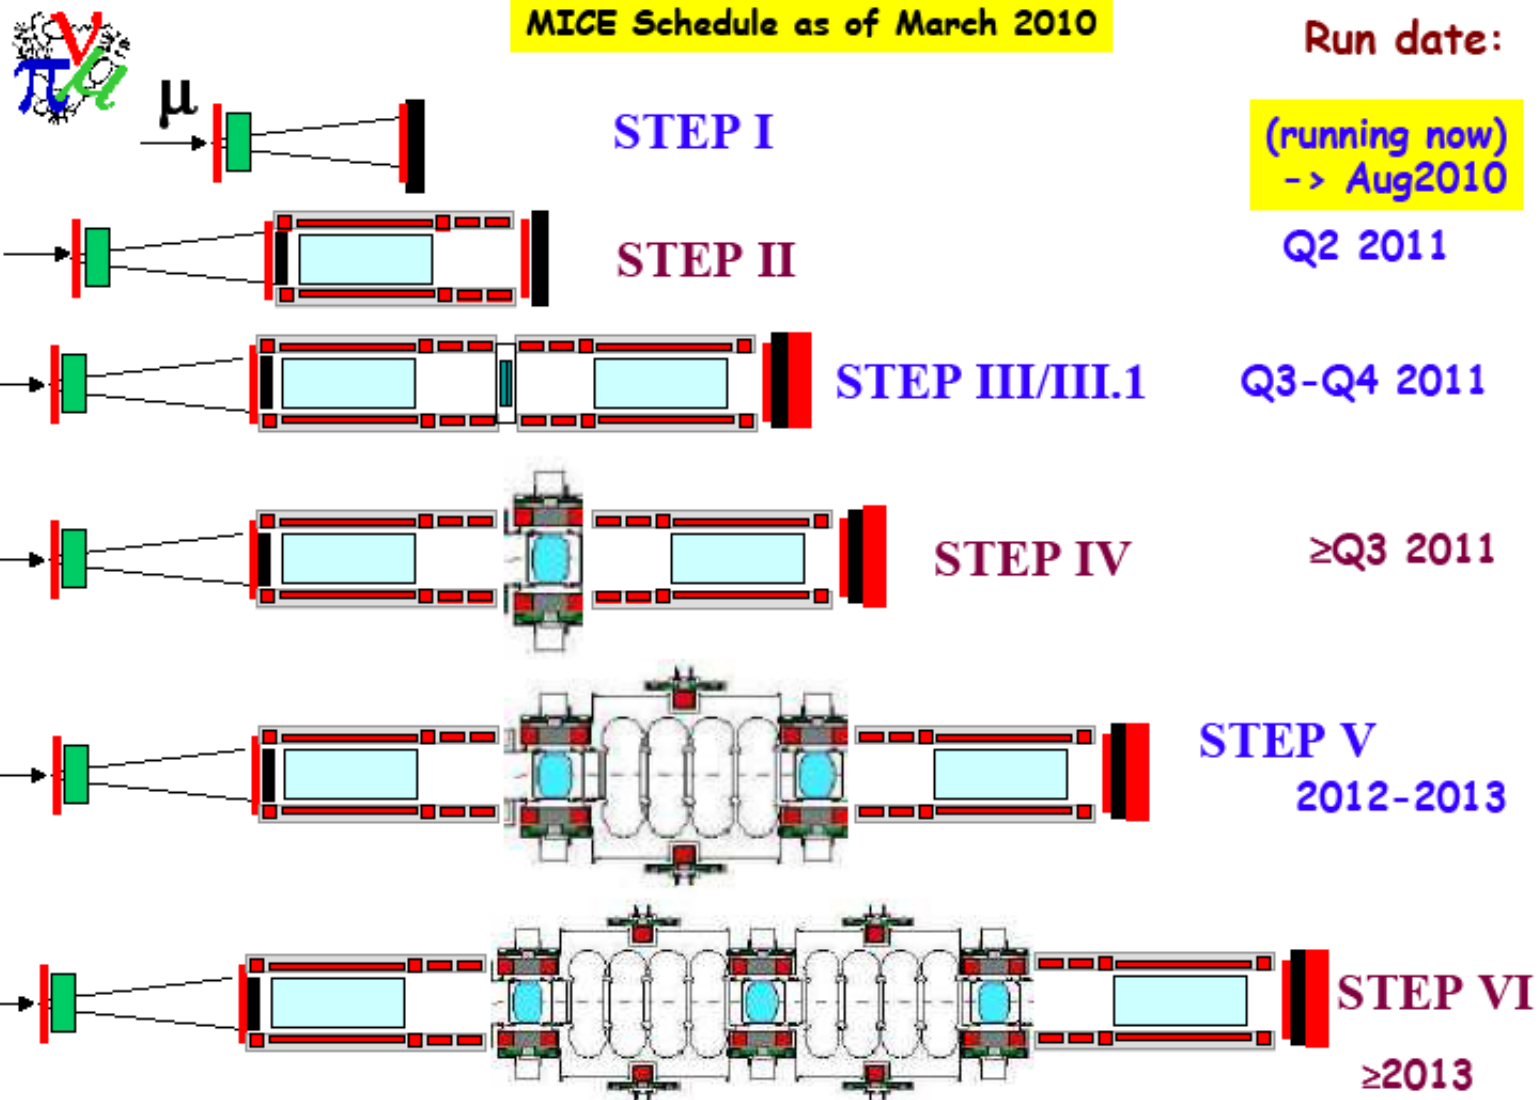 MICE Schedule as of March 2010
Run date:
ν
π μ
μ
STEP I
(running now)
-> Aug2010
STEP II
Q2 2011
STEP III/III.1
Q3-Q4 2011
STEP IV
≥Q3 2011
STEP V
2012-2013
STEP VI
≥2013